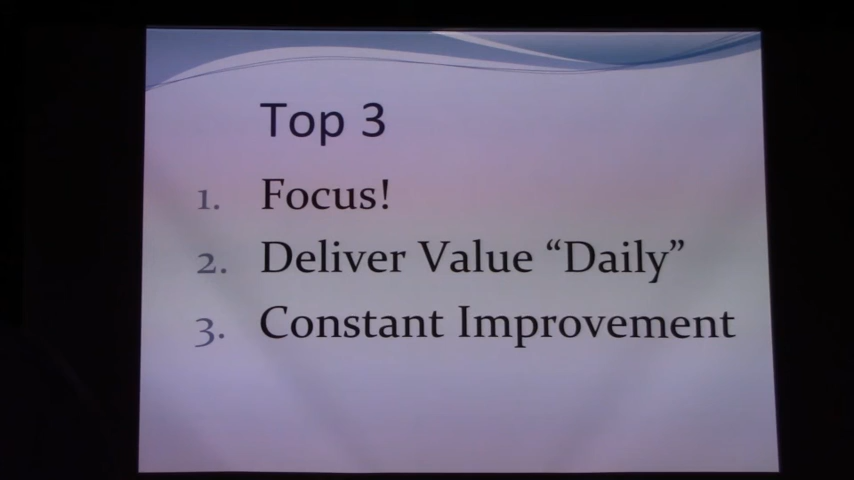 Top 3
1. Focus!
2. Deliver Value “Daily”
3. Constant Improvement